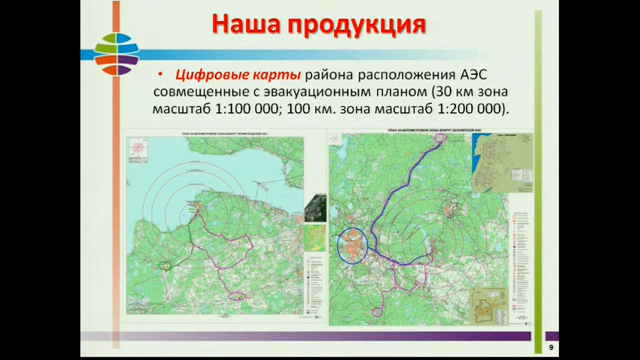 Наша продукция
• Цифровые карты района расположения АЭС
совмещенные с эвакуационным планом (30 км зона
масштаб 1:100 000; 100 км. зона масштаб 1:200 000).
9